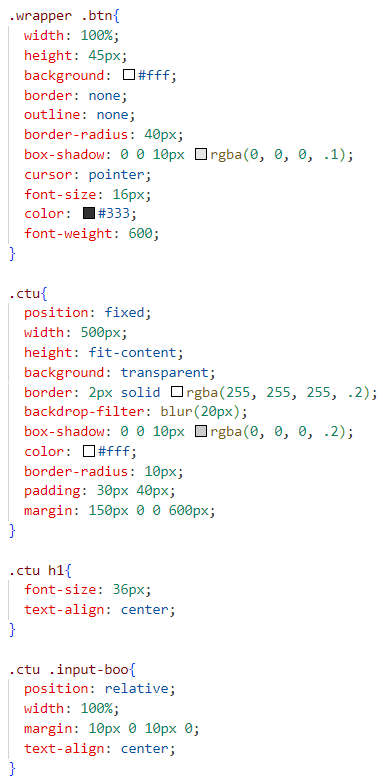 .wrapper .btn{
width: 100%;
height: 45px;
background: #fff;
border: none;
outline: none;
border-radius: 40px;
box-shadow: 0 0 10px rgba(0, 0, 0, .1);
cursor: pointer;
font-size: 16px;
color: #333;
font-weight: 600;
}
.ctu{
position: fixed;
width: 500px;
height: fit-content;
background: transparent;
border: 2px solid rgba(255, 255, 255, .2);
backdrop-filter: blur(20px);
box-shadow: 0 0 10px rgba(0, 0, 0, .2);
color: #fff;
border-radius: 10px;
padding: 30px 40px;
margin: 150px 0 0 600px;
}
.ctu h1{
font-size: 36px;
text-align: center;
}
.ctu .input-boo{
position: relative;
width: 100%;
margin: 10px 0 10px 0;
text-align: center;
}